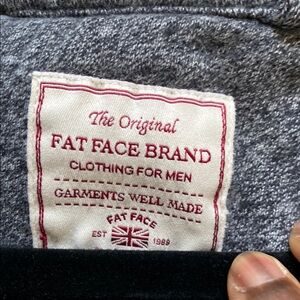 The Original
FAT FACE BRAND
CLOTHING FOR MEN
GARMENTS WELL MADE
FAT FACE
EST 1988